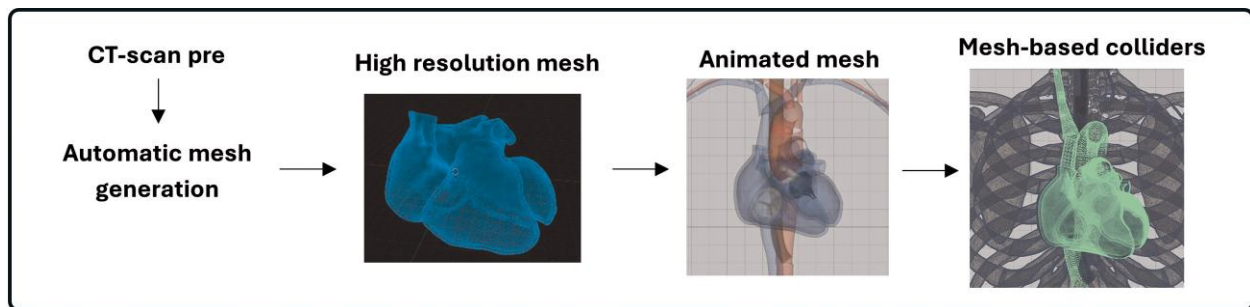 CT-scan pre
Automatic mesh
generation
High resolution mesh
Animated mesh
Mesh-based colliders